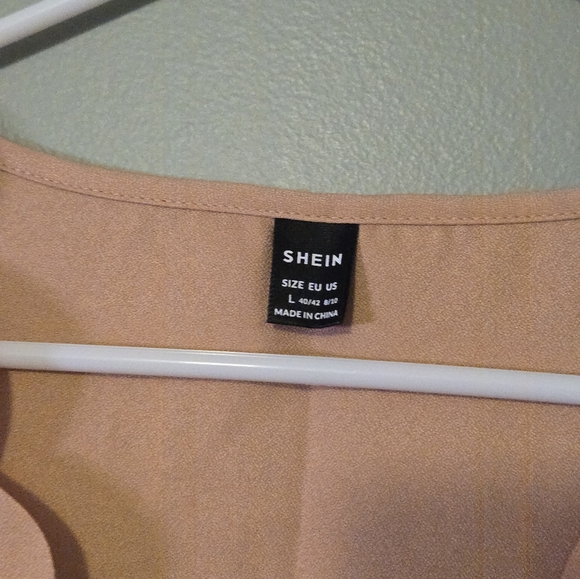 SHEIN
SIZE EU US
L 40/42 8/10
MADE IN CHINA